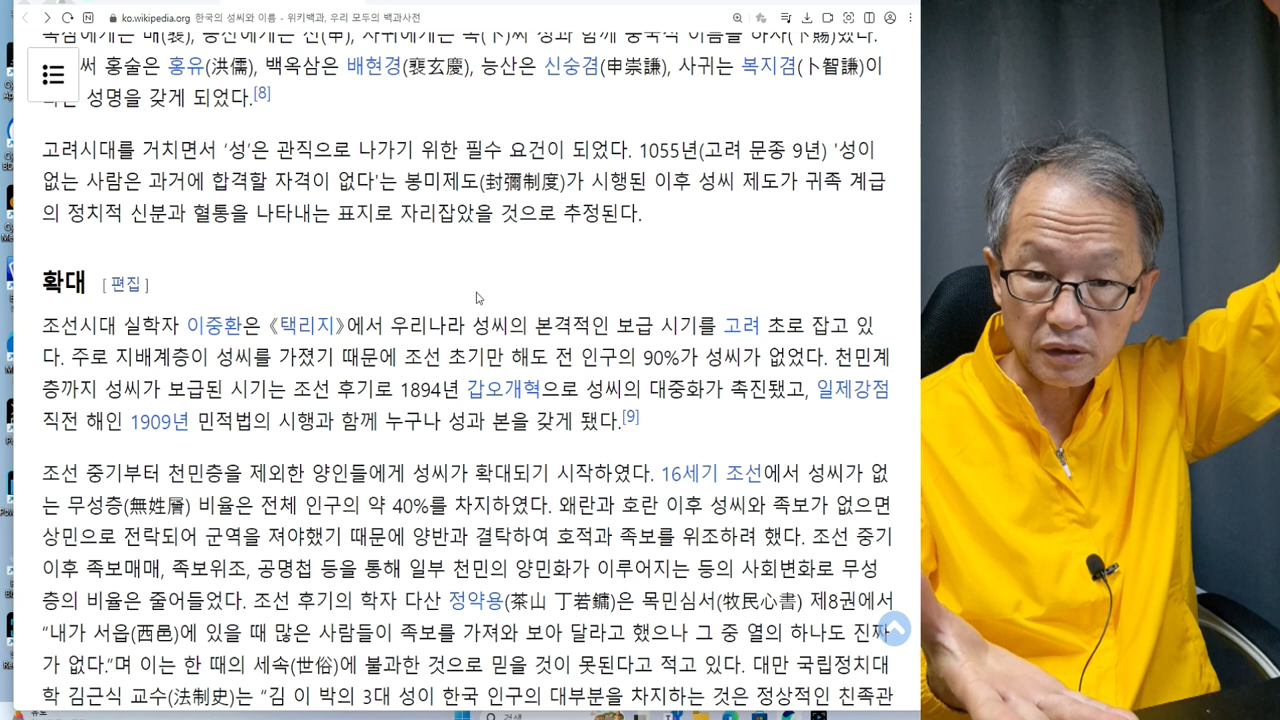 ko.wikipedia.org 한국의 성씨와 이름 - 위키백과, 우리 모두의 백과사전
써 홍술은 홍유(洪儒), 백옥삼은 배현경(裵玄慶), 능산은 신숭겸(申崇謙), 사귀는 복지겸(卜智謙)이
성명을 갖게 되었다.[8]
고려시대를 거치면서 ‘성’은 관직으로 나가기 위한 필수 요건이 되었다. 1055년(고려 문종 9년) '성이
없는 사람은 과거에 합격할 자격이 없다'는 봉미제도(封彌制度)가 시행된 이후 성씨 제도가 귀족 계급
의 정치적 신분과 혈통을 나타내는 표지로 자리잡았을 것으로 추정된다.
확대 [ 편집 ]
조선시대 실학자 이중환은 《택리지》에서 우리나라 성씨의 본격적인 보급 시기를 고려 초로 잡고 있
다. 주로 지배계층이 성씨를 가졌기 때문에 조선 초기만 해도 전 인구의 90%가 성씨가 없었다. 천민계
층까지 성씨가 보급된 시기는 조선 후기로 1894년 갑오개혁으로 성씨의 대중화가 촉진됐고, 일제강점
직전 해인 1909년 민적법의 시행과 함께 누구나 성과 본을 갖게 됐다.[9]
조선 중기부터 천민층을 제외한 양인들에게 성씨가 확대되기 시작하였다. 16세기 조선에서 성씨가 없
는 무성층(無姓層) 비율은 전체 인구의 약 40%를 차지하였다. 왜란과 호란 이후 성씨와 족보가 없으면
상민으로 전락되어 군역을 져야했기 때문에 양반과 결탁하여 호적과 족보를 위조하려 했다. 조선 중기
이후 족보매매, 족보위조, 공명첩 등을 통해 일부 천민의 양민화가 이루어지는 등의 사회변화로 무성
층의 비율은 줄어들었다. 조선 후기의 학자 다산 정약용(茶山 丁若鏞)은 목민심서(牧民心書) 제8권에서
“내가 서읍(西邑)에 있을 때 많은 사람들이 족보를 가져와 보아 달라고 했으나 그 중 열의 하나도 진짜
가 없다.”며 이는 한 때의 세속(世俗)에 불과한 것으로 믿을 것이 못된다고 적고 있다. 대만 국립정치대
학 김근식 교수(法制史)는 “김 이 박의 3대 성이 한국 인구의 대부분을 차지하는 것은 정상적인 친족관